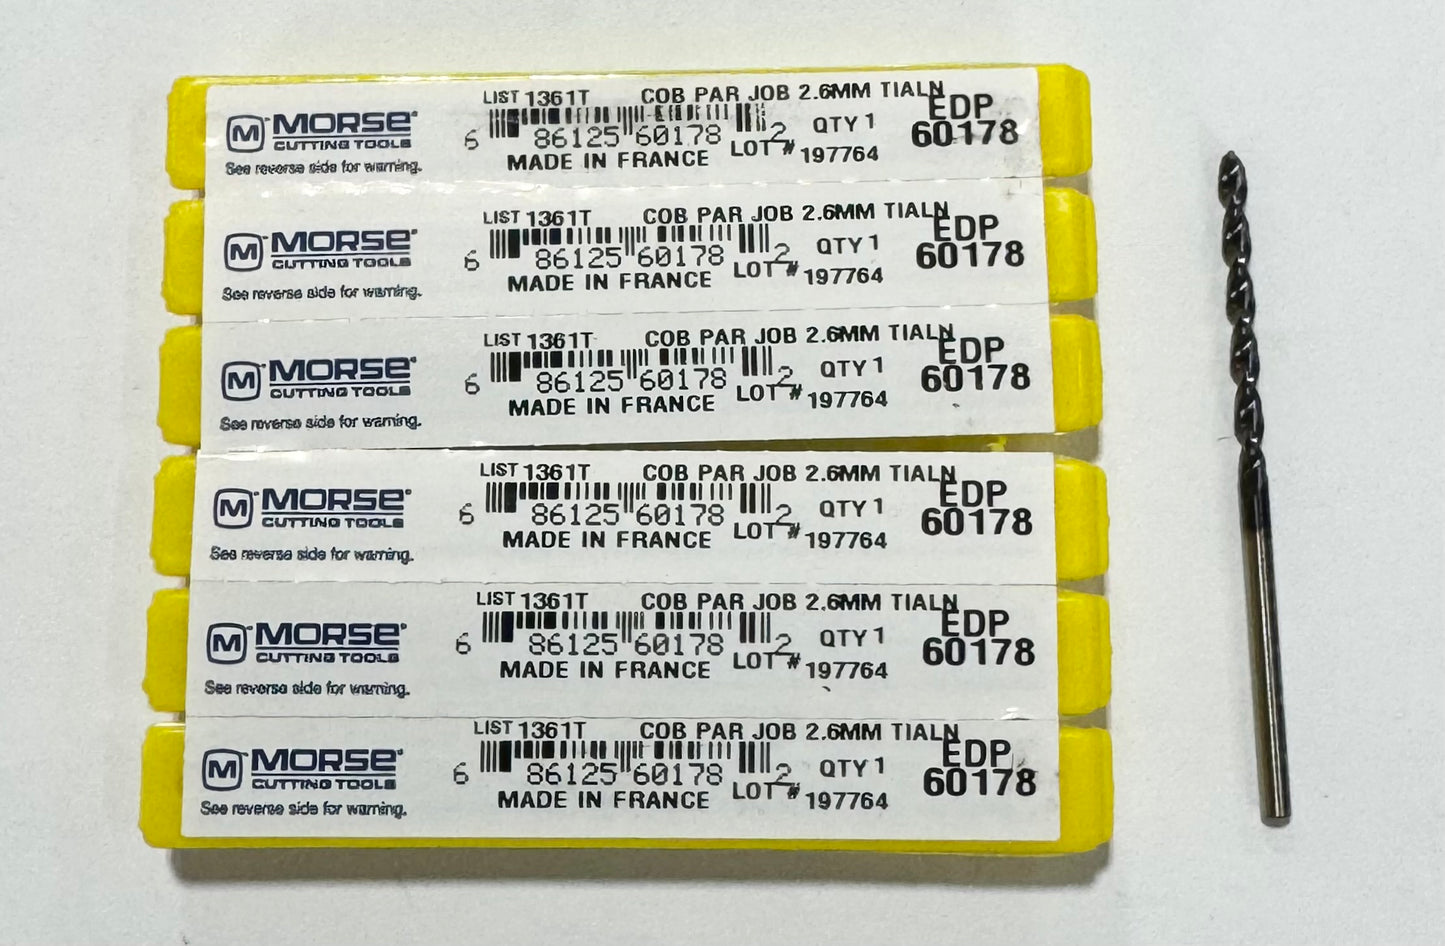 LIST 1361T COB PAR JOB 2.6MM TIALN
M MORSE CUTTING TOOLS
6 86125 60178 2 QTY 1 EDP 60178
MADE IN FRANCE LOT # 197764
See reverse side for warning.
LIST 1361T COB PAR JOB 2.6MM TIALN
M MORSE CUTTING TOOLS
6 86125 60178 2 QTY 1 EDP 60178
MADE IN FRANCE LOT # 197764
See reverse side for warning.
LIST 1361T COB PAR JOB 2.6MM TIALN
M MORSE CUTTING TOOLS
6 86125 60178 2 QTY 1 EDP 60178
MADE IN FRANCE LOT # 197764
See reverse side for warning.
LIST 1361T COB PAR JOB 2.6MM TIALN
M MORSE CUTTING TOOLS
6 86125 60178 2 QTY 1 EDP 60178
MADE IN FRANCE LOT # 197764
See reverse side for warning.
LIST 1361T COB PAR JOB 2.6MM TIALN
M MORSE CUTTING TOOLS
6 86125 60178 2 QTY 1 EDP 60178
MADE IN FRANCE LOT # 197764
See reverse side for warning.
LIST 1361T COB PAR JOB 2.6MM TIALN
M MORSE CUTTING TOOLS
6 86125 60178 2 QTY 1 EDP 60178
MADE IN FRANCE LOT # 197764
See reverse side for warning.